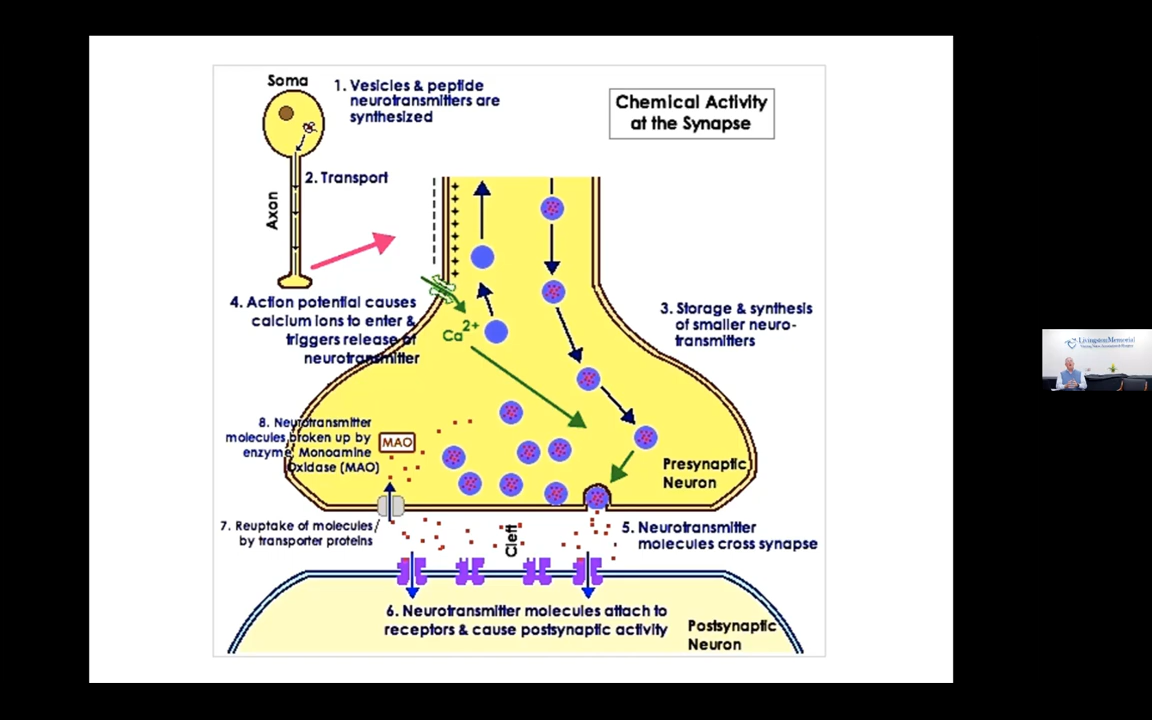 Soma
1. Vesicles & peptide
neurotransmitters are
synthesized
Chemical Activity
at the Synapse
2. Transport
Axon
4. Action potential causes
calcium ions to enter &
triggers release of
neurotransmitter
Ca2+
3. Storage & synthesis
of smaller neuro-
transmitters
8. Neurotransmitter
molecules broken up by
enzyme, Monoamine
Oxidase (MAO)
MAO
Presynaptic
Neuron
7. Reuptake of molecules
by transporter proteins
Cleft
5. Neurotransmitter
molecules cross synapse
6. Neurotransmitter molecules attach to
receptors & cause postsynaptic activity
Postsynaptic
Neuron
LivingstonMemorial